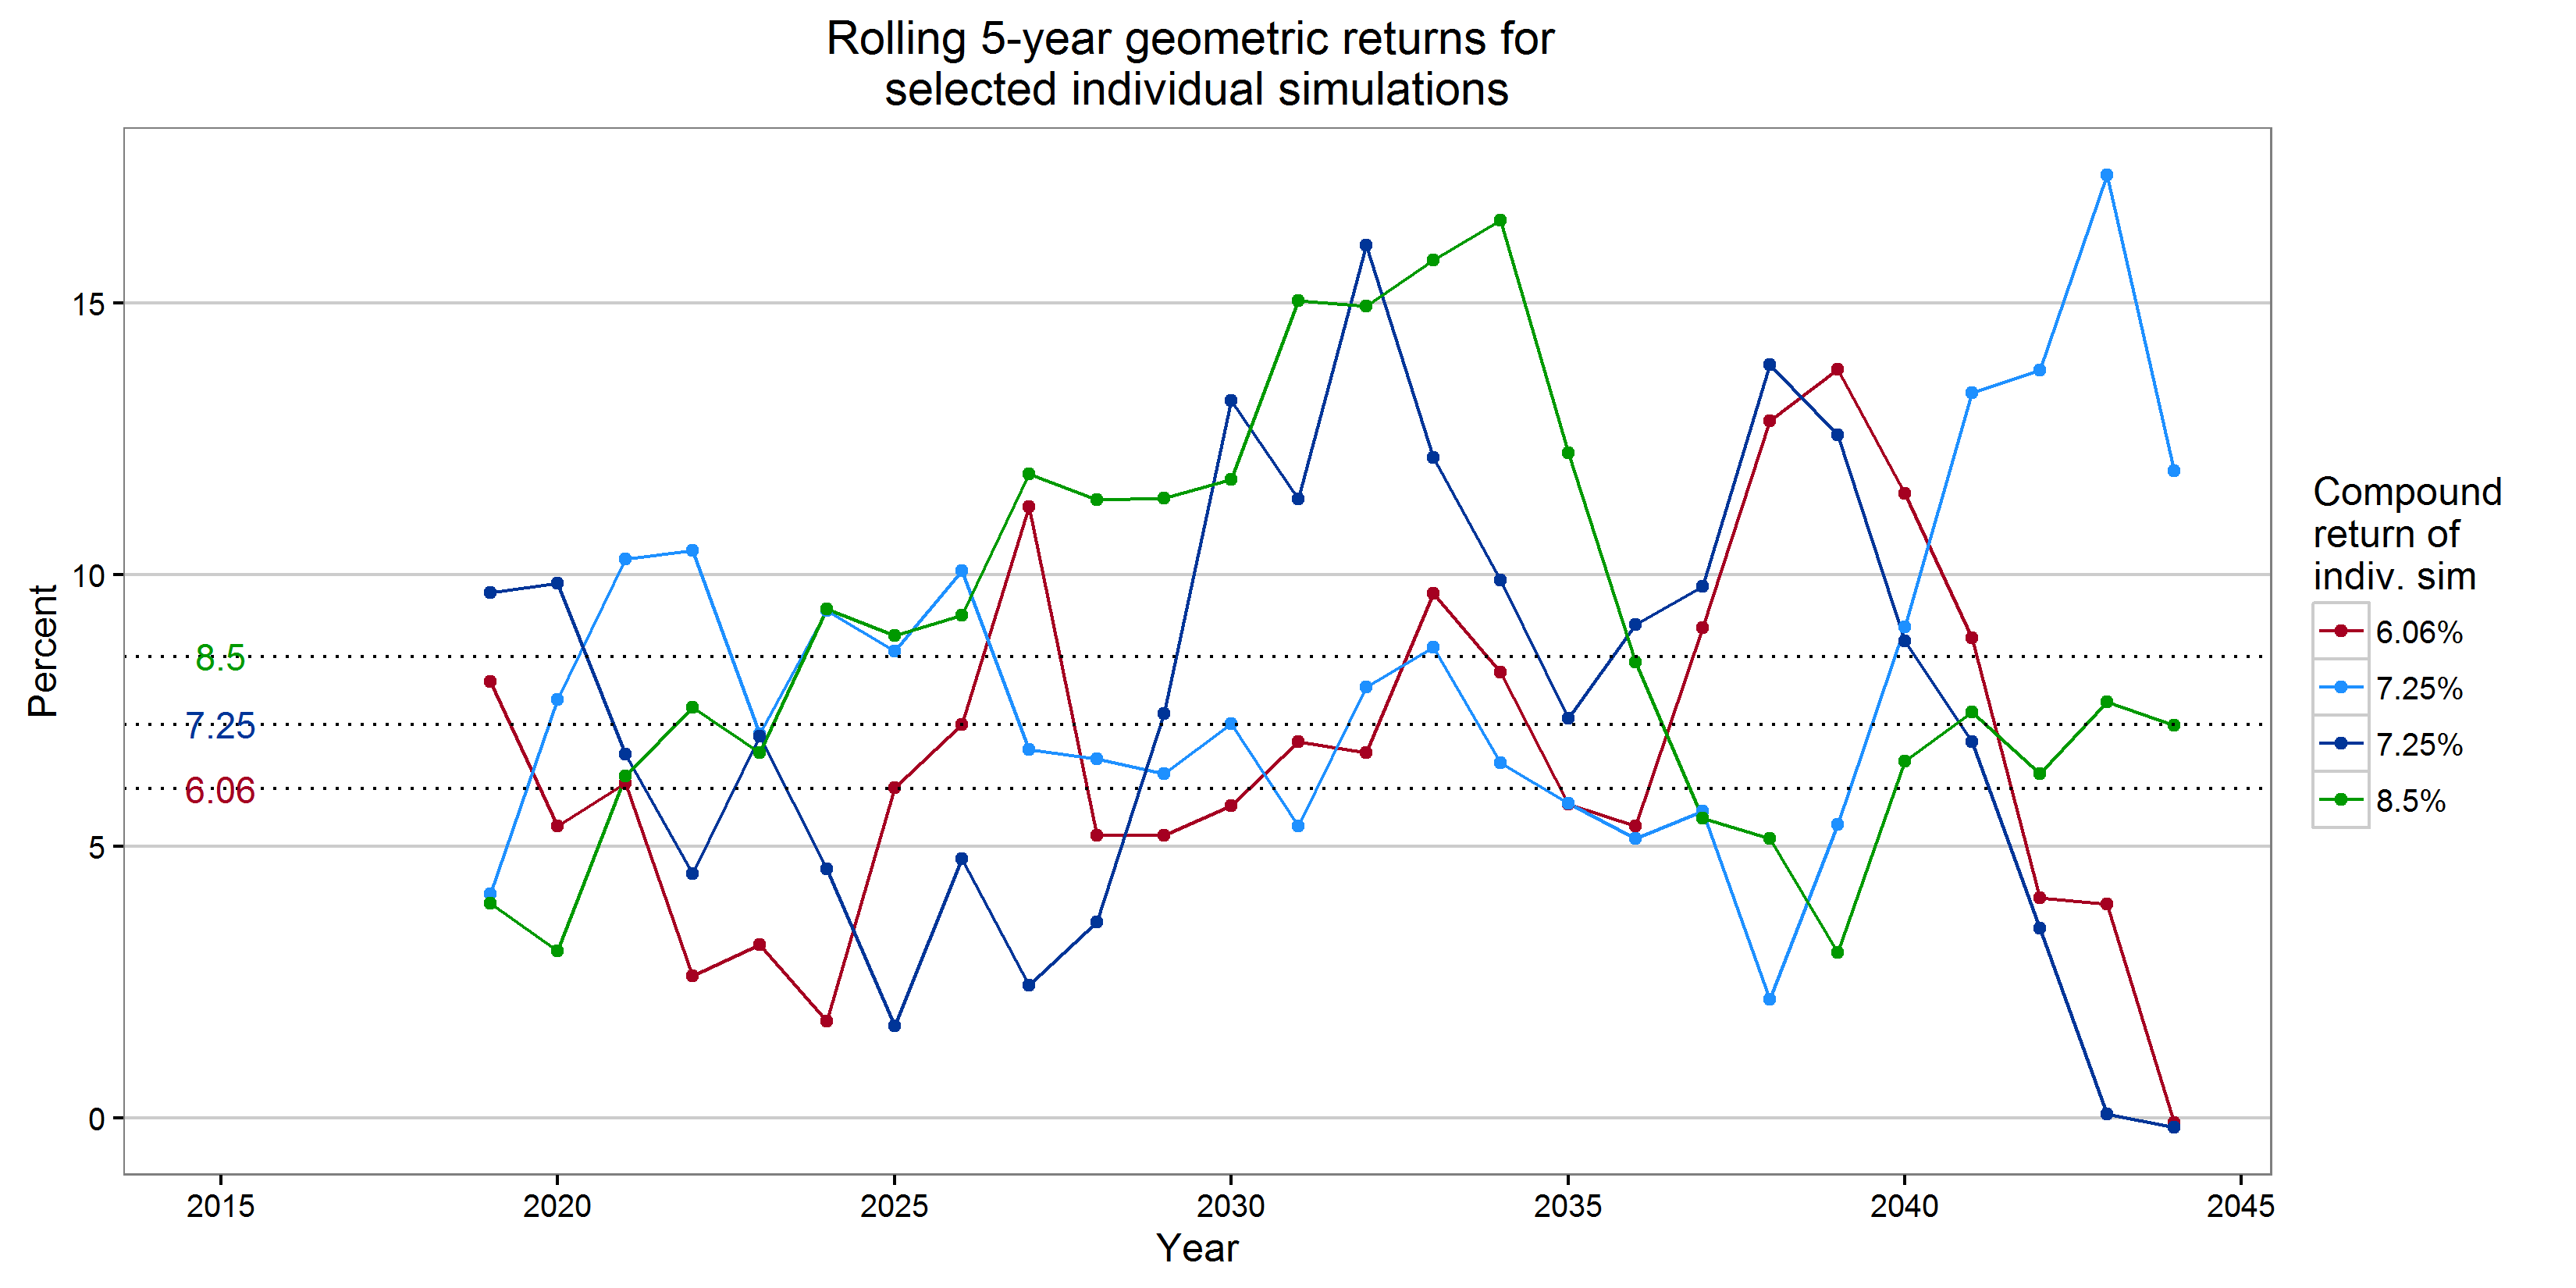 Rolling 5-year geometric returns for
selected individual simulations
Percent
15
10
5
0
8.5
7.25
6.06
2015 2020 2025 2030 2035 2040 2045
Year
Compound
return of
indiv. sim
6.06%
7.25%
7.25%
8.5%